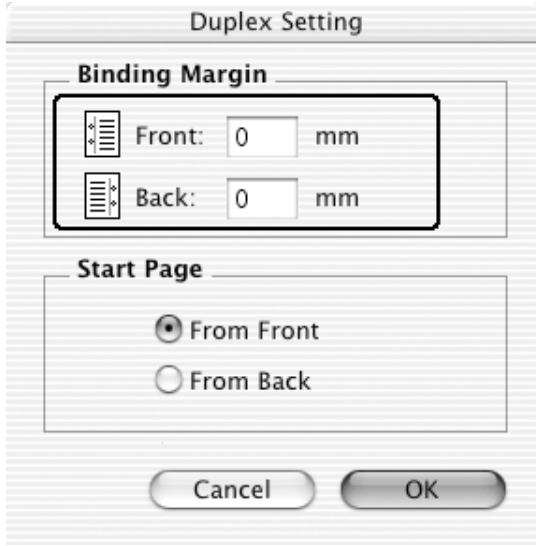 Duplex Setting
Binding Margin
Front: 0 mm
Back: 0 mm
Start Page
From Front
From Back
Cancel OK